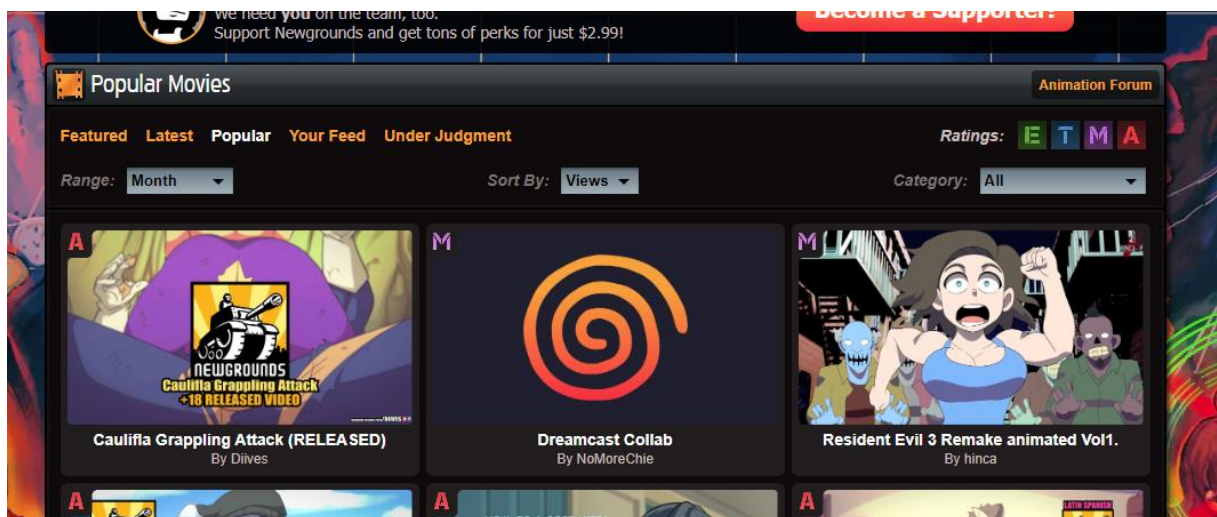 We need you on the team, too.
Support Newgrounds and get tons of perks for just $2.99!
Become a Supporter!
Popular Movies
Animation Forum
Featured Latest Popular Your Feed Under Judgment
Ratings: E T M A
Range: Month
Sort By: Views
Category: All
A
NEWGROUNDS
Caulifla Grappling Attack
+18 RELEASED VIDEO
Caulifla Grappling Attack (RELEASED)
By Diives
M
Dreamcast Collab
By NoMoreChie
M
Resident Evil 3 Remake animated Vol1.
By hinca
A
A
A
LATIN SPANISH